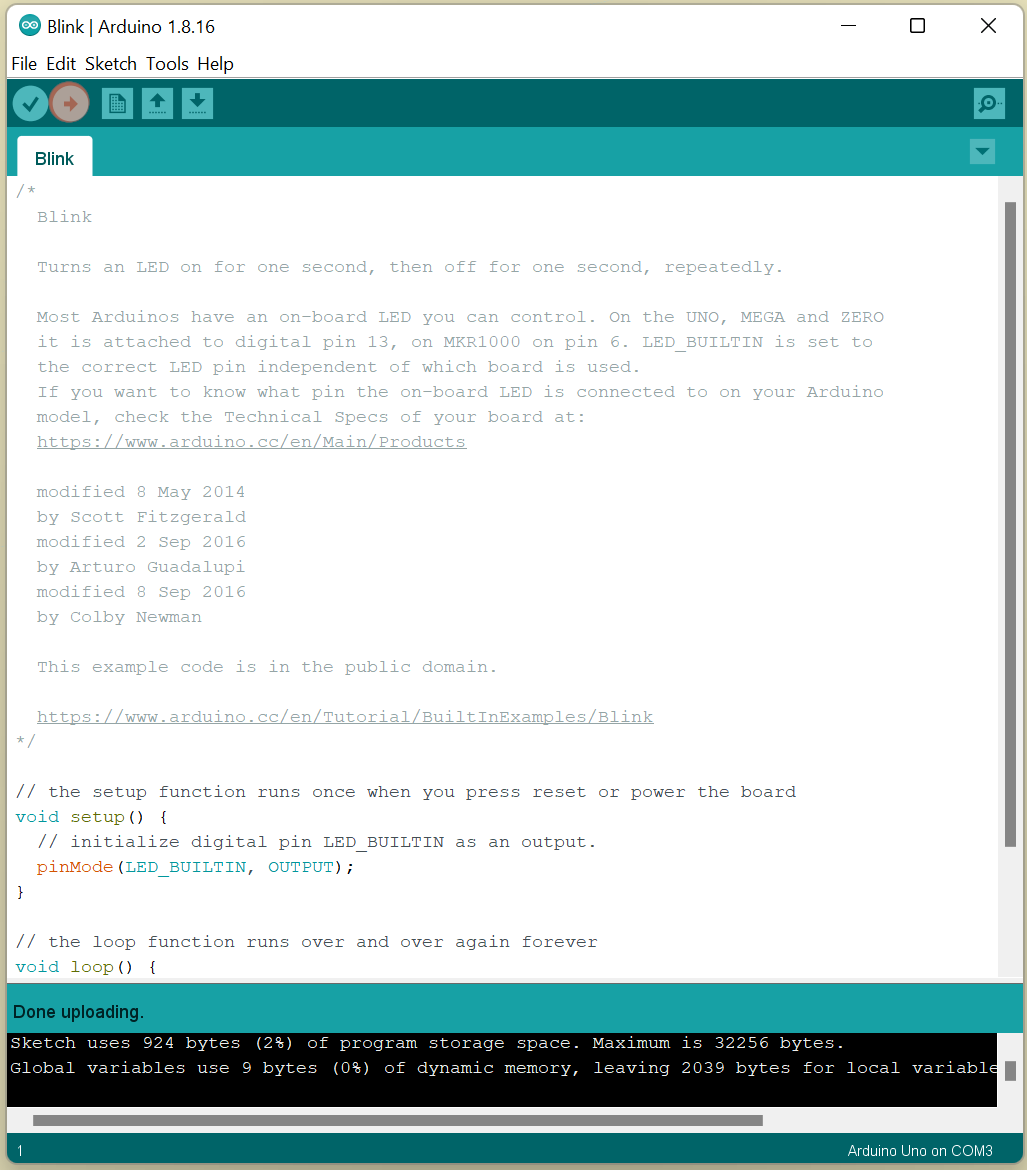 Blink | Arduino 1.8.16
File Edit Sketch Tools Help
Blink
/*
  Blink

  Turns an LED on for one second, then off for one second, repeatedly.

  Most Arduinos have an on-board LED you can control. On the UNO, MEGA and ZERO
  it is attached to digital pin 13, on MKR1000 on pin 6. LED_BUILTIN is set to
  the correct LED pin independent of which board is used.
  If you want to know what pin the on-board LED is connected to on your Arduino
  model, check the Technical Specs of your board at:
  https://www.arduino.cc/en/Main/Products

  modified 8 May 2014
  by Scott Fitzgerald
  modified 2 Sep 2016
  by Arturo Guadalupi
  modified 8 Sep 2016
  by Colby Newman

  This example code is in the public domain.

  https://www.arduino.cc/en/Tutorial/BuiltInExamples/Blink
*/

// the setup function runs once when you press reset or power the board
void setup() {
  // initialize digital pin LED_BUILTIN as an output.
  pinMode(LED_BUILTIN, OUTPUT);
}

// the loop function runs over and over again forever
void loop() {
Done uploading.
Sketch uses 924 bytes (2%) of program storage space. Maximum is 32256 bytes.
Global variables use 9 bytes (0%) of dynamic memory, leaving 2039 bytes for local variable
1
Arduino Uno on COM3